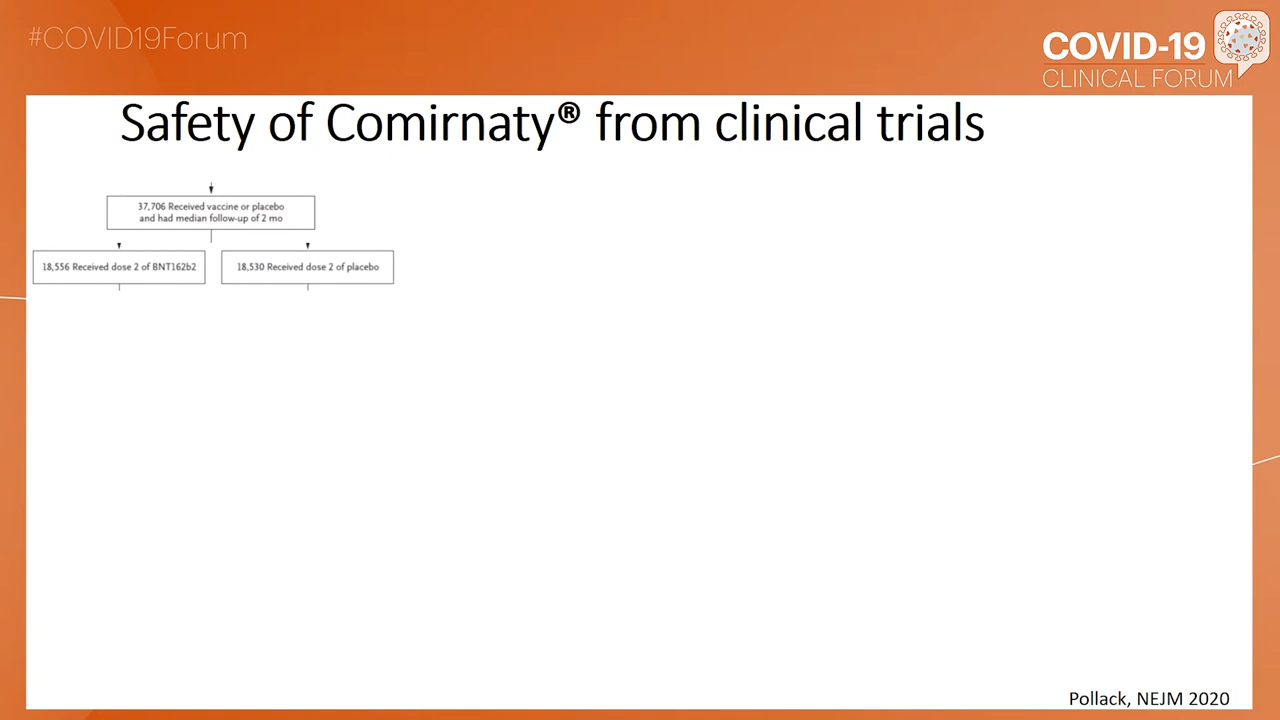 #COVID19Forum
COVID-19
CLINICAL FORUM
Safety of Comirnaty® from clinical trials
37,706 Received vaccine or placebo
and had median follow-up of 2 mo
18,556 Received dose 2 of BNT162b2
18,530 Received dose 2 of placebo
Pollack, NEJM 2020